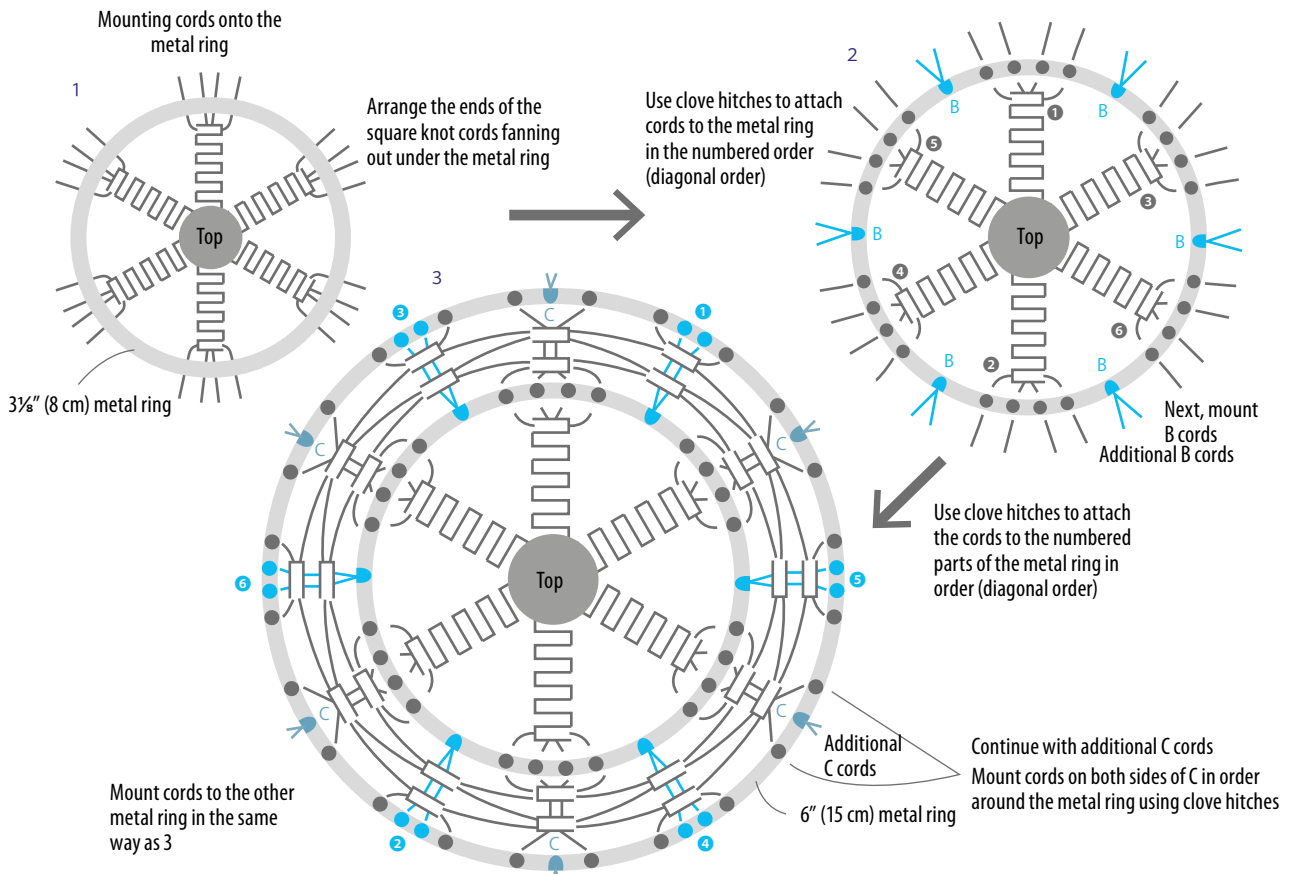 Mounting cords onto the
metal ring
1
Top
3⅛" (8 cm) metal ring
Arrange the ends of the
square knot cords fanning
out under the metal ring
Use clove hitches to attach
cords to the metal ring
in the numbered order
(diagonal order)
2
B
B
1
5
3
B
Top
B
4
6
2
B
B
Next, mount
B cords
Additional B cords
Use clove hitches to attach
the cords to the numbered
parts of the metal ring in
order (diagonal order)
3
C
3
1
C
C
Top
6
5
C
C
C
2
4
Additional
C cords
6" (15 cm) metal ring
Continue with additional C cords
Mount cords on both sides of C in order
around the metal ring using clove hitches
Mount cords to the other
metal ring in the same
way as 3